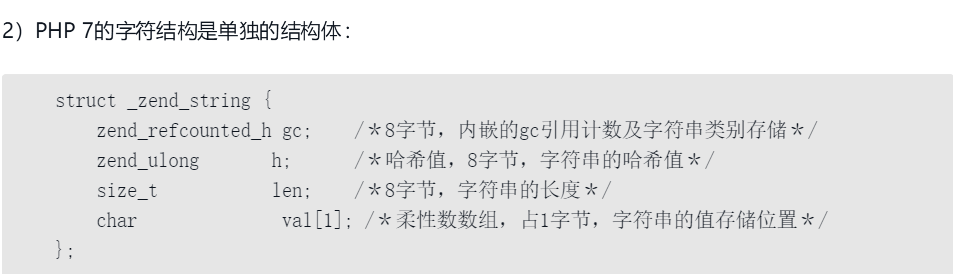 2）PHP 7的字符结构是单独的结构体：
struct _zend_string {
zend_refcounted_h gc; /＊8字节，内嵌的gc引用计数及字符串类别存储＊/
zend_ulong h; /＊哈希值，8字节，字符串的哈希值＊/
size_t len; /＊8字节，字符串的长度＊/
char val[1]; /＊柔性数数组，占1字节，字符串的值存储位置＊/
};